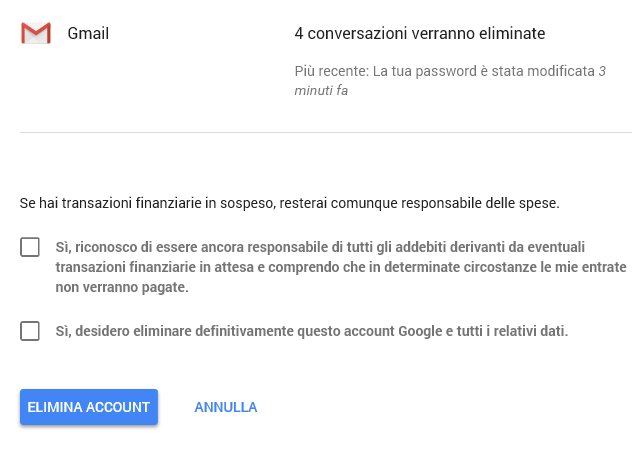 Gmail
4 conversazioni verranno eliminate
Più recente: La tua password è stata modificata 3
minuti fa
Se hai transazioni finanziarie in sospeso, resterai comunque responsabile delle spese.
Sì, riconosco di essere ancora responsabile di tutti gli addebiti derivanti da eventuali
transazioni finanziarie in attesa e comprendo che in determinate circostanze le mie entrate
non verranno pagate.
Sì, desidero eliminare definitivamente questo account Google e tutti i relativi dati.
ELIMINA ACCOUNT
ANNULLA